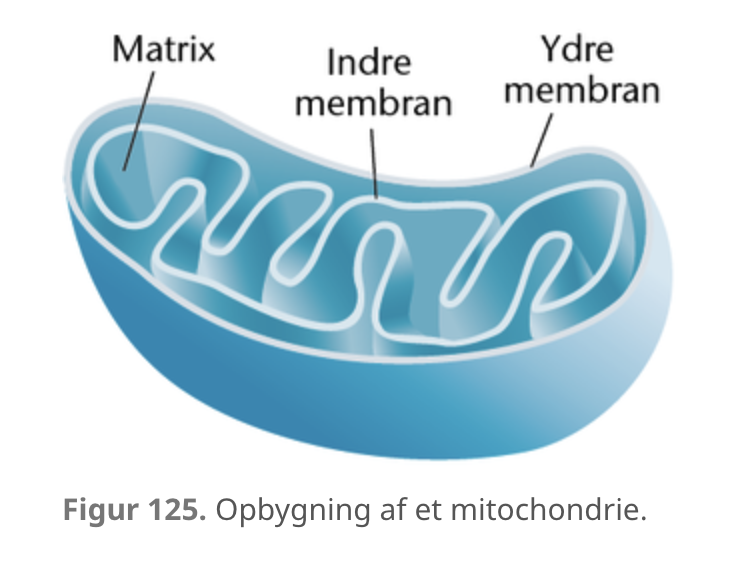 Matrix
Indre
membran
Ydre
membran
Figur 125. Opbygning af et mitochondrie.